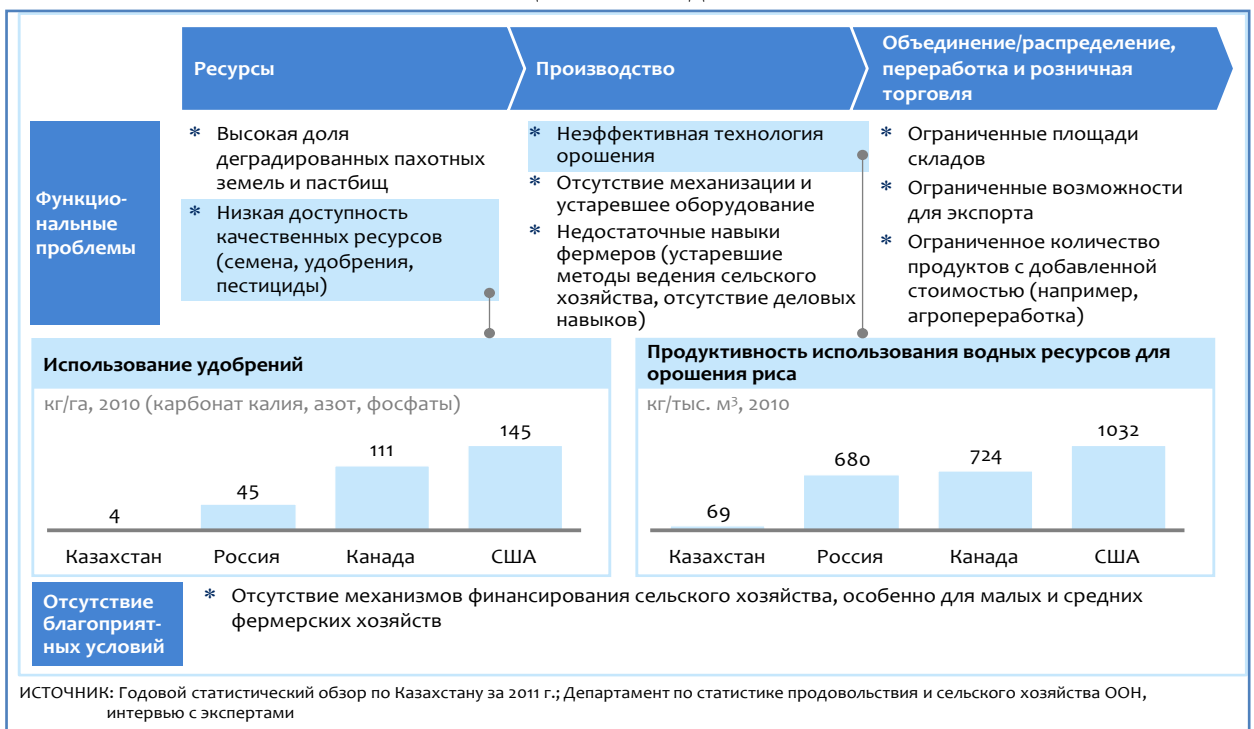 Ресурсы
Производство
Объединение/распределение,
переработка и розничная
торговля
Функцио-
нальные
проблемы
* Высокая доля
деградированных пахотных
земель и пастбищ
* Низкая доступность
качественных ресурсов
(семена, удобрения,
пестициды)
* Неэффективная технология
орошения
* Отсутствие механизации и
устаревшее оборудование
* Недостаточные навыки
фермеров (устаревшие
методы ведения сельского
хозяйства, отсутствие деловых
навыков)
* Ограниченные площади
складов
* Ограниченные возможности
для экспорта
* Ограниченное количество
продуктов с добавленной
стоимостью (например,
агропереработка)
Использование удобрений
кг/га, 2010 (карбонат калия, азот, фосфаты)
4
45
111
145
Казахстан Россия Канада США
Продуктивность использования водных ресурсов для
орошения риса
кг/тыс. м³, 2010
69
680
724
1032
Казахстан Россия Канада США
Отсутствие
благоприят-
ных условий
* Отсутствие механизмов финансирования сельского хозяйства, особенно для малых и средних
фермерских хозяйств
ИСТОЧНИК: Годовой статистический обзор по Казахстану за 2011 г.; Департамент по статистике продовольствия и сельского хозяйства ООН,
интервью с экспертами